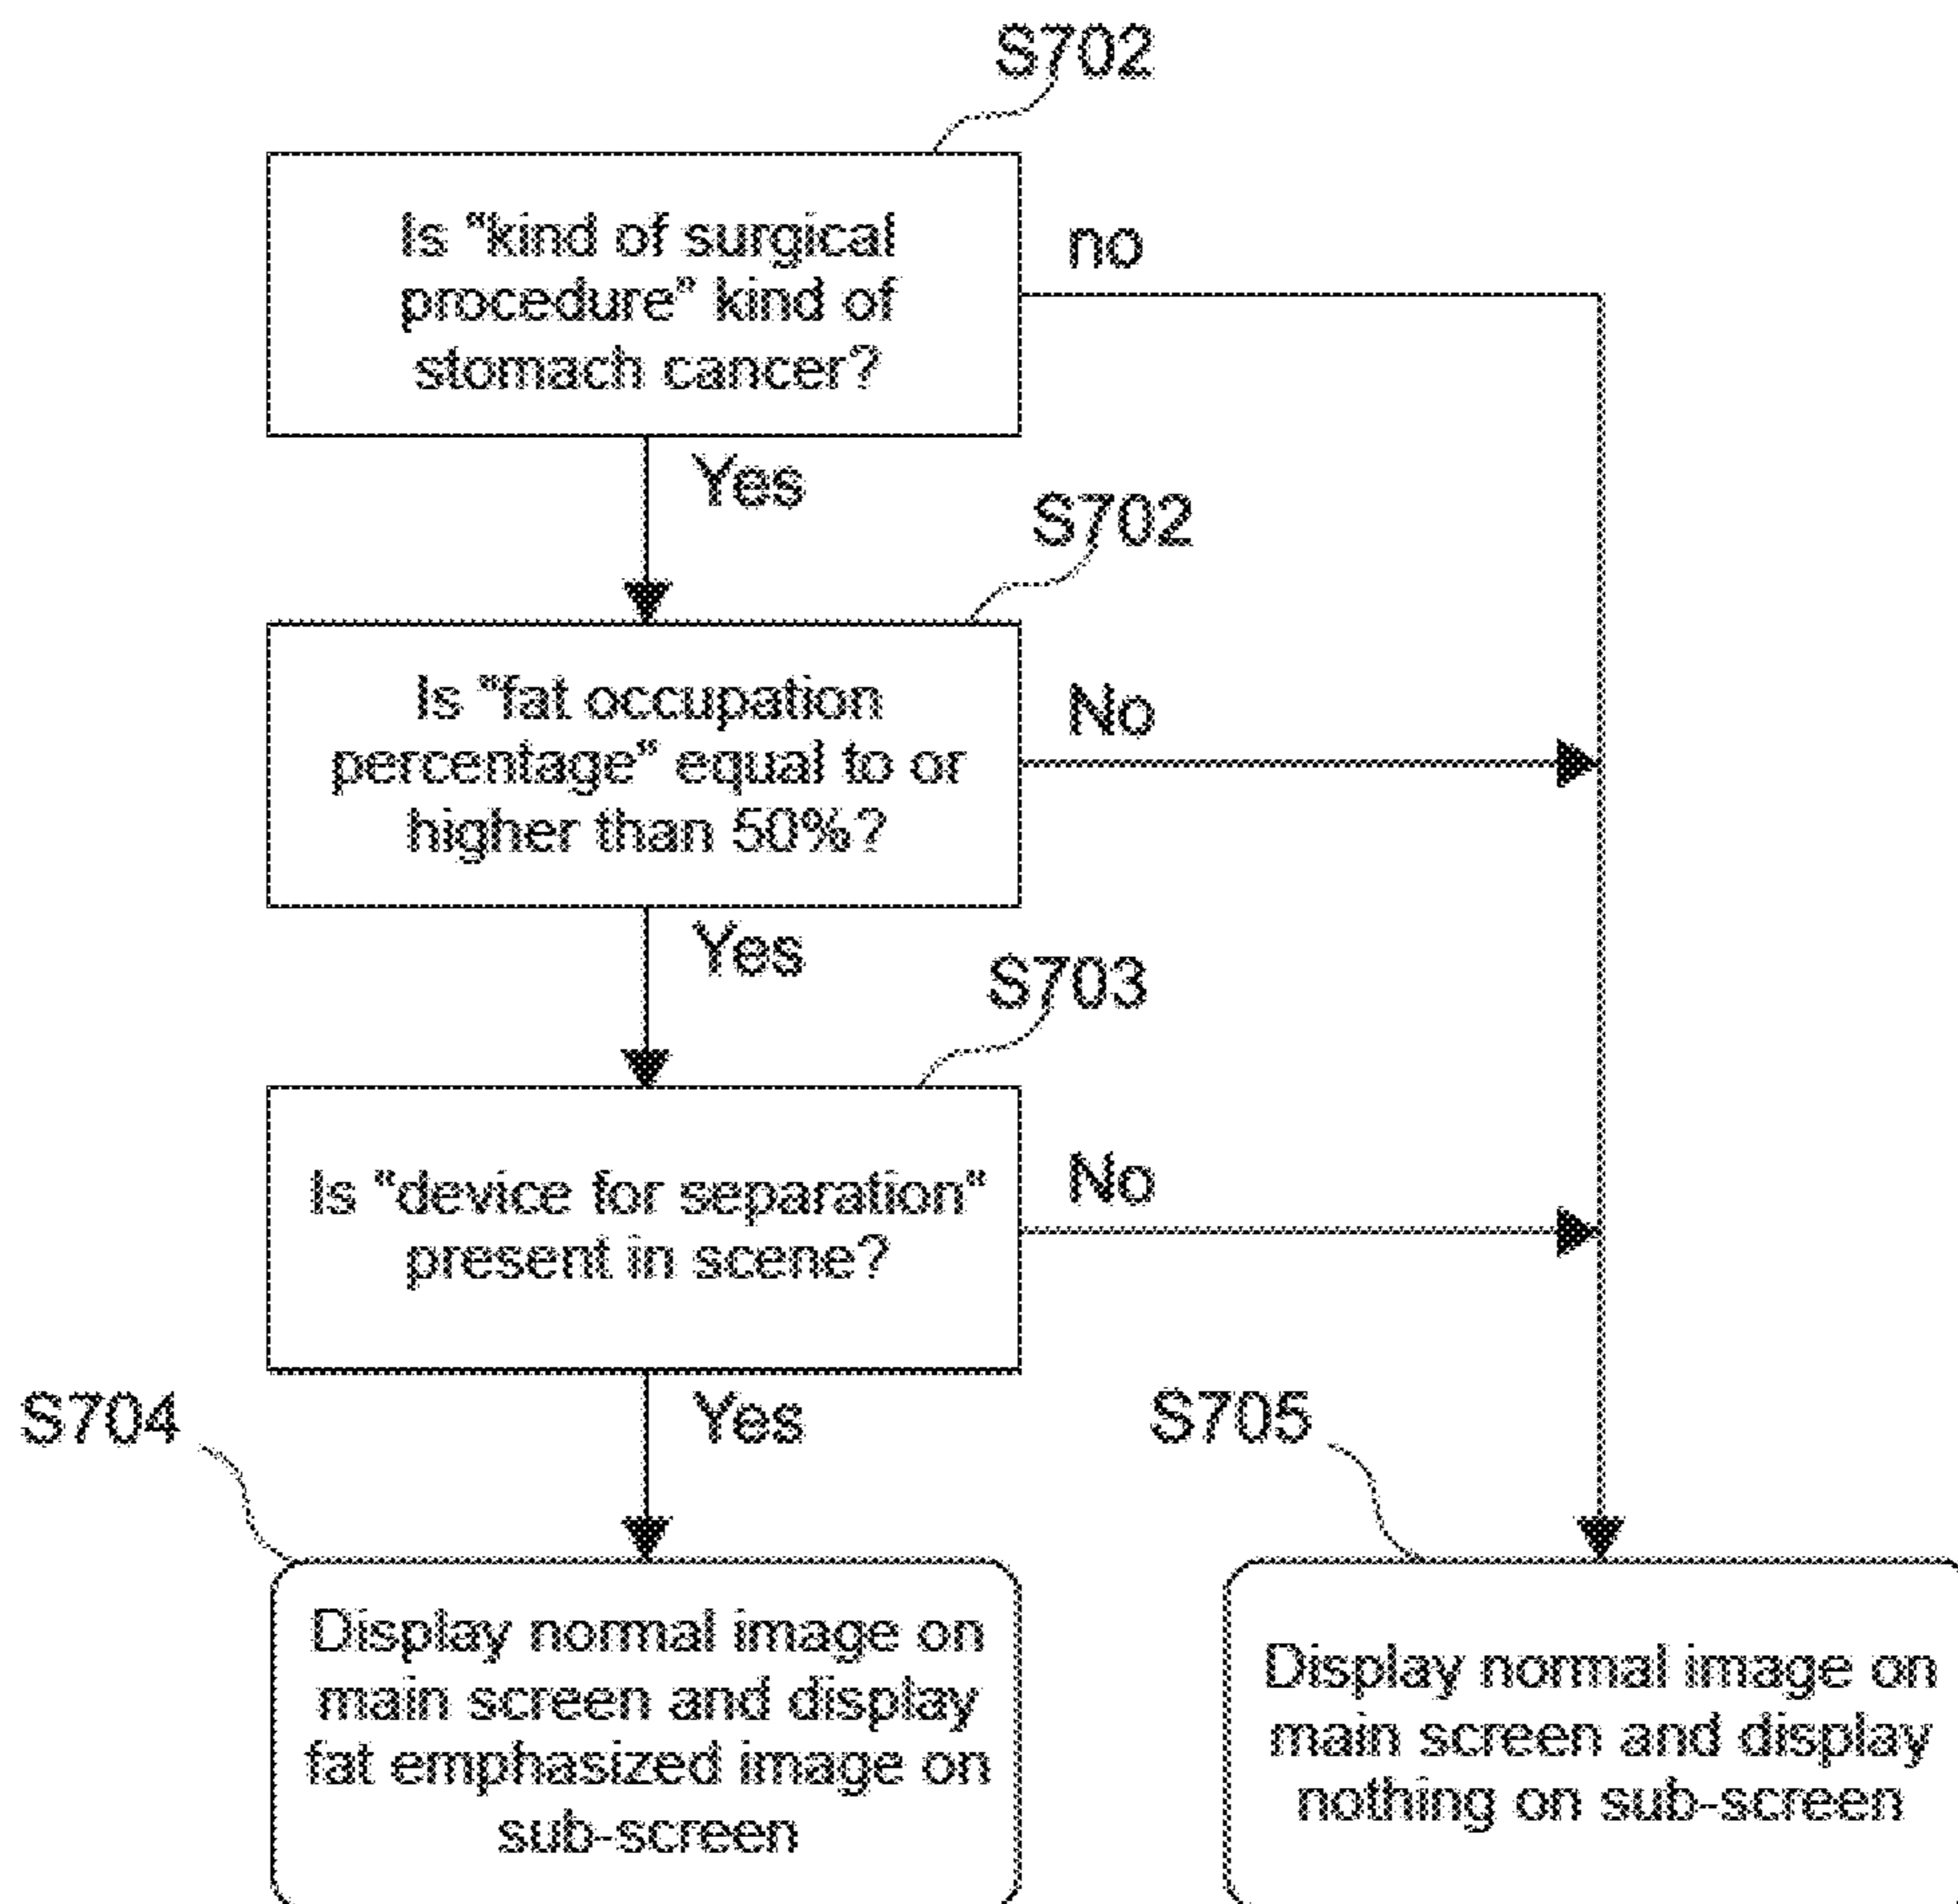 S702
Is "kind of surgical
procedure" kind of
stomach cancer?
no
Yes
S702
Is "fat occupation
percentage" equal to or
higher than 50%?
No
Yes
S703
Is "device for separation"
present in scene?
No
Yes
S704
Display normal image on
main screen and display
fat emphasized image on
sub-screen
S705
Display normal image on
main screen and display
nothing on sub-screen